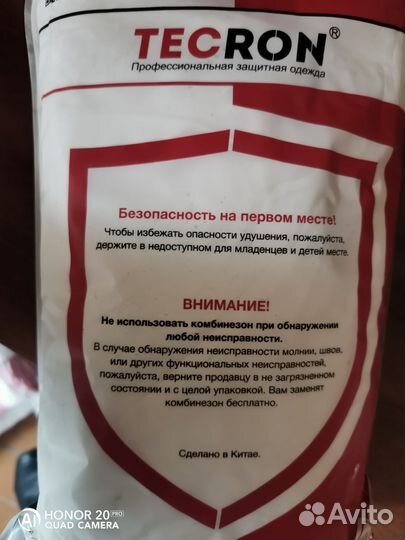 TECRON®
Профессиональная защитная одежда
Безопасность на первом месте!
Чтобы избежать опасности удушения, пожалуйста,
держите в недоступном для младенцев и детей месте.
ВНИМАНИЕ!
Не использовать комбинезон при обнаружении
любой неисправности.
В случае обнаружения неисправности молнии, швов,
или других функциональных неисправностей,
пожалуйста, верните продавцу в не загрязненном
состоянии и с целой упаковкой. Вам заменят
комбинезон бесплатно.
Сделано в Китае.
AI HONOR 20 PRO
QUAD CAMERA
Avito